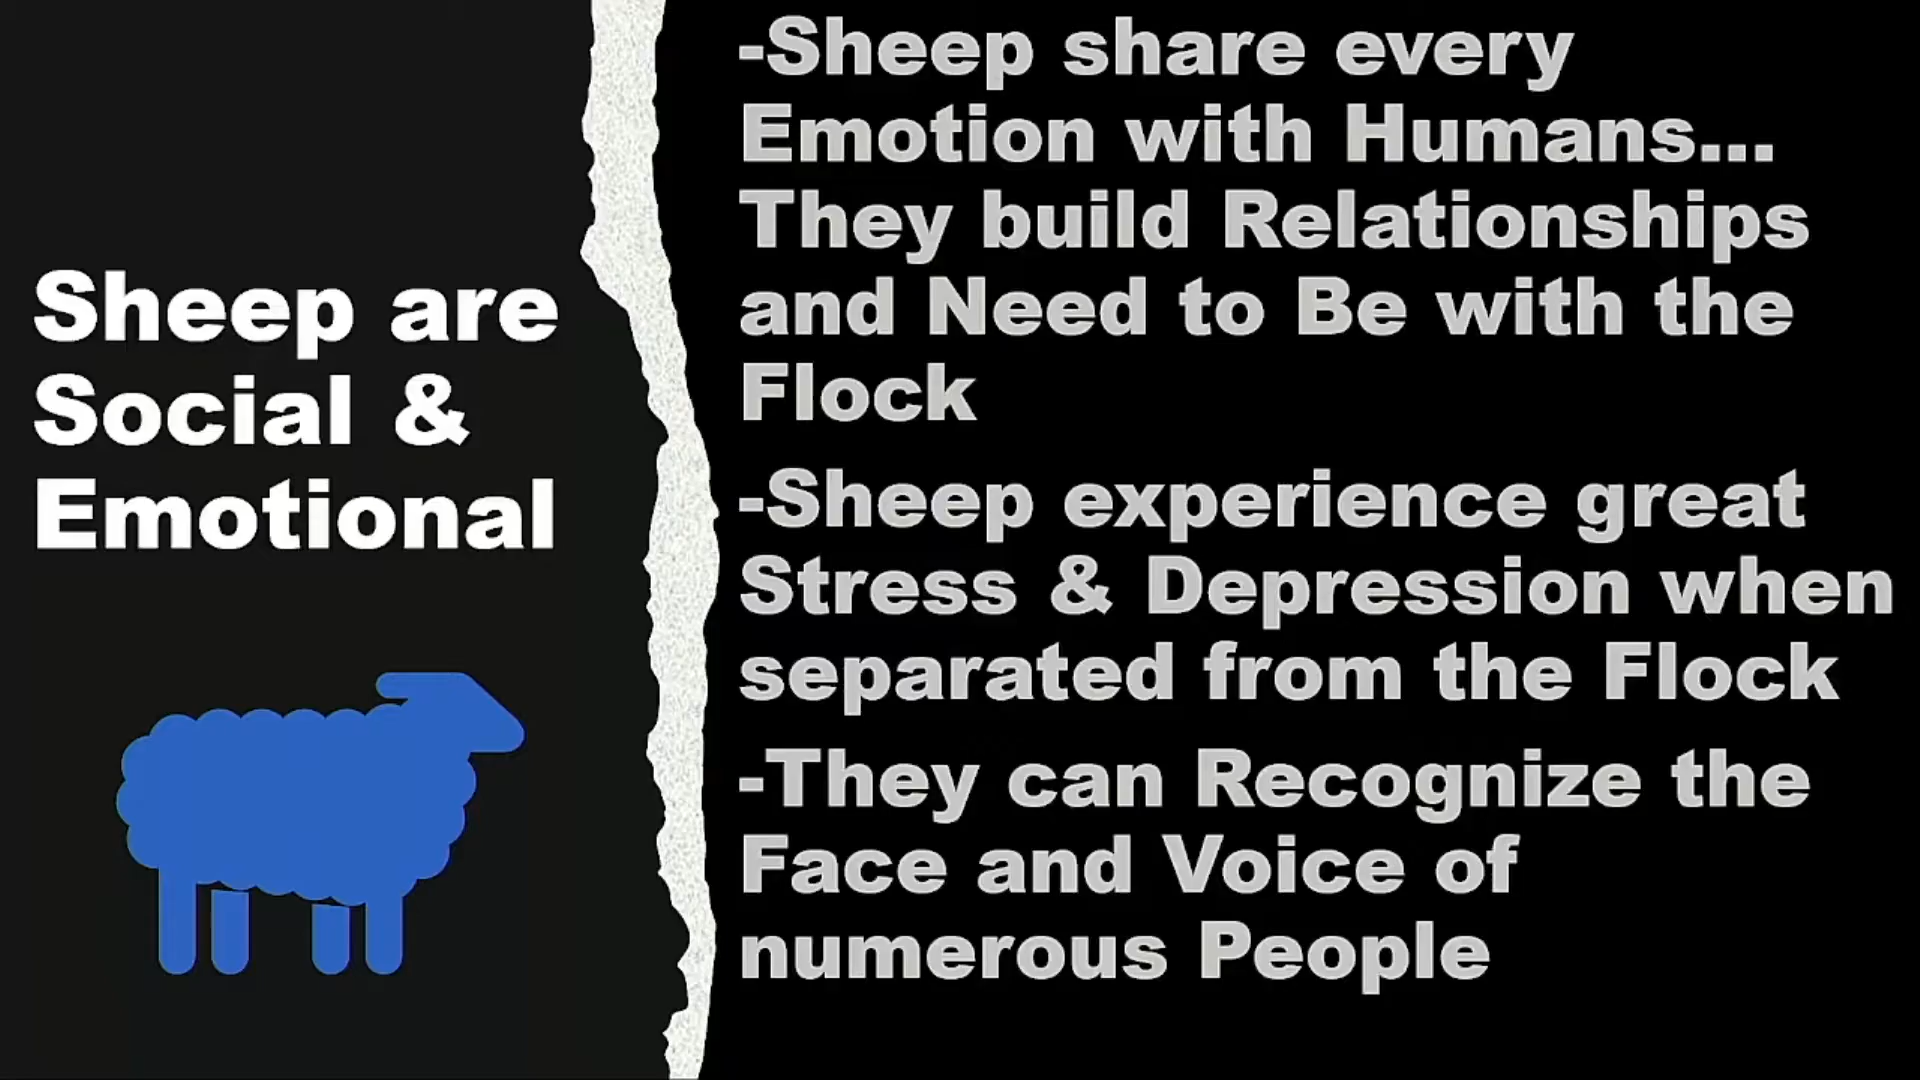 Sheep are
Social &
Emotional
-Sheep share every
Emotion with Humans...
They build Relationships
and Need to Be with the
Flock
-Sheep experience great
Stress & Depression when
separated from the Flock
-They can Recognize the
Face and Voice of
numerous People